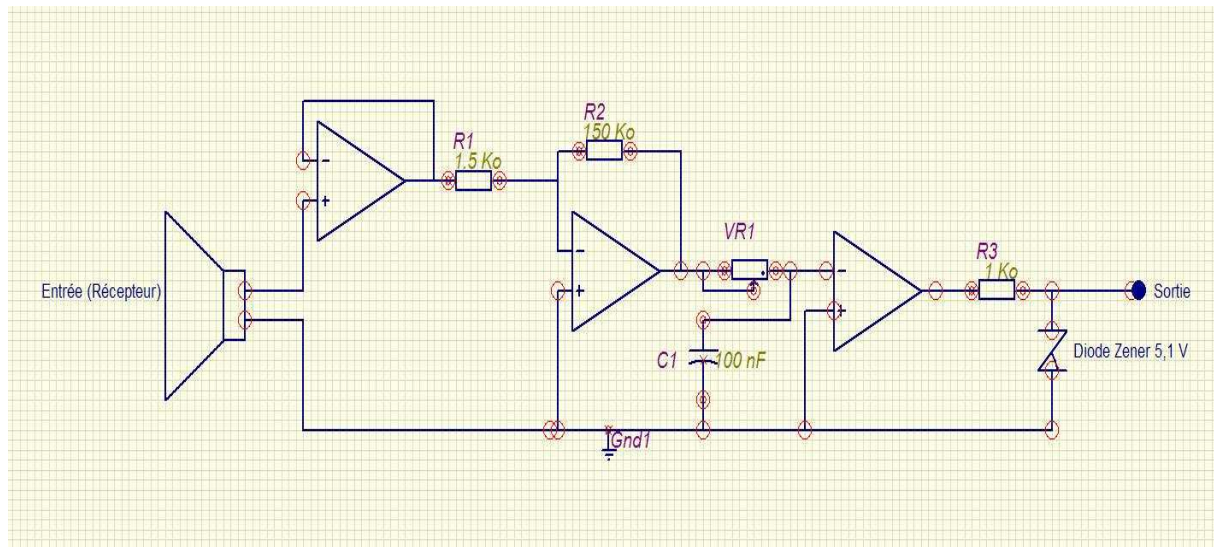 R1
1.5 Ko
R2
150 Ko
VR1
R3
1 Ko
Entrée (Récepteur)
Sortie
C1
100 nF
Diode Zener 5,1 V
Gnd1
-
+
-
+
-
+